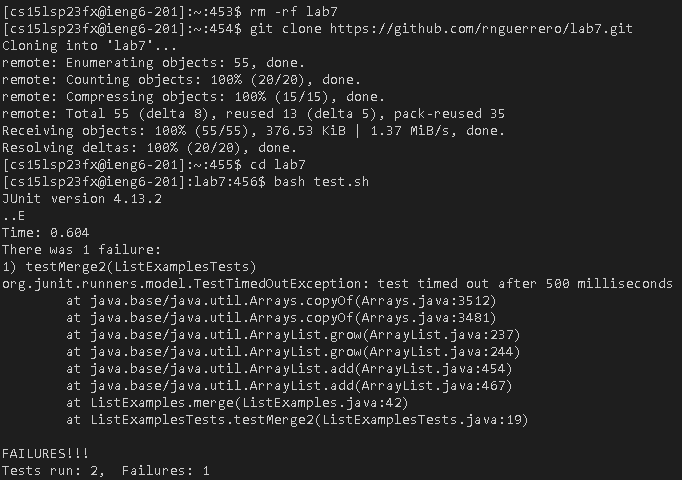 [cs15lsp23fx@ieng6-201]:~:453$ rm -rf lab7
[cs15lsp23fx@ieng6-201]:~:454$ git clone https://github.com/rnguerrero/lab7.git
Cloning into 'lab7'...
remote: Enumerating objects: 55, done.
remote: Counting objects: 100% (20/20), done.
remote: Compressing objects: 100% (15/15), done.
remote: Total 55 (delta 8), reused 13 (delta 5), pack-reused 35
Receiving objects: 100% (55/55), 376.53 KiB | 1.37 MiB/s, done.
Resolving deltas: 100% (20/20), done.
[cs15lsp23fx@ieng6-201]:~:455$ cd lab7
[cs15lsp23fx@ieng6-201]:lab7:456$ bash test.sh
JUnit version 4.13.2
..E
Time: 0.604
There was 1 failure:
1) testMerge2(ListExamplesTests)
org.junit.runners.model.TestTimedOutException: test timed out after 500 milliseconds
        at java.base/java.util.Arrays.copyOf(Arrays.java:3512)
        at java.base/java.util.Arrays.copyOf(Arrays.java:3481)
        at java.base/java.util.ArrayList.grow(ArrayList.java:237)
        at java.base/java.util.ArrayList.grow(ArrayList.java:244)
        at java.base/java.util.ArrayList.add(ArrayList.java:454)
        at java.base/java.util.ArrayList.add(ArrayList.java:467)
        at ListExamples.merge(ListExamples.java:42)
        at ListExamplesTests.testMerge2(ListExamplesTests.java:19)

FAILURES!!!
Tests run: 2,  Failures: 1